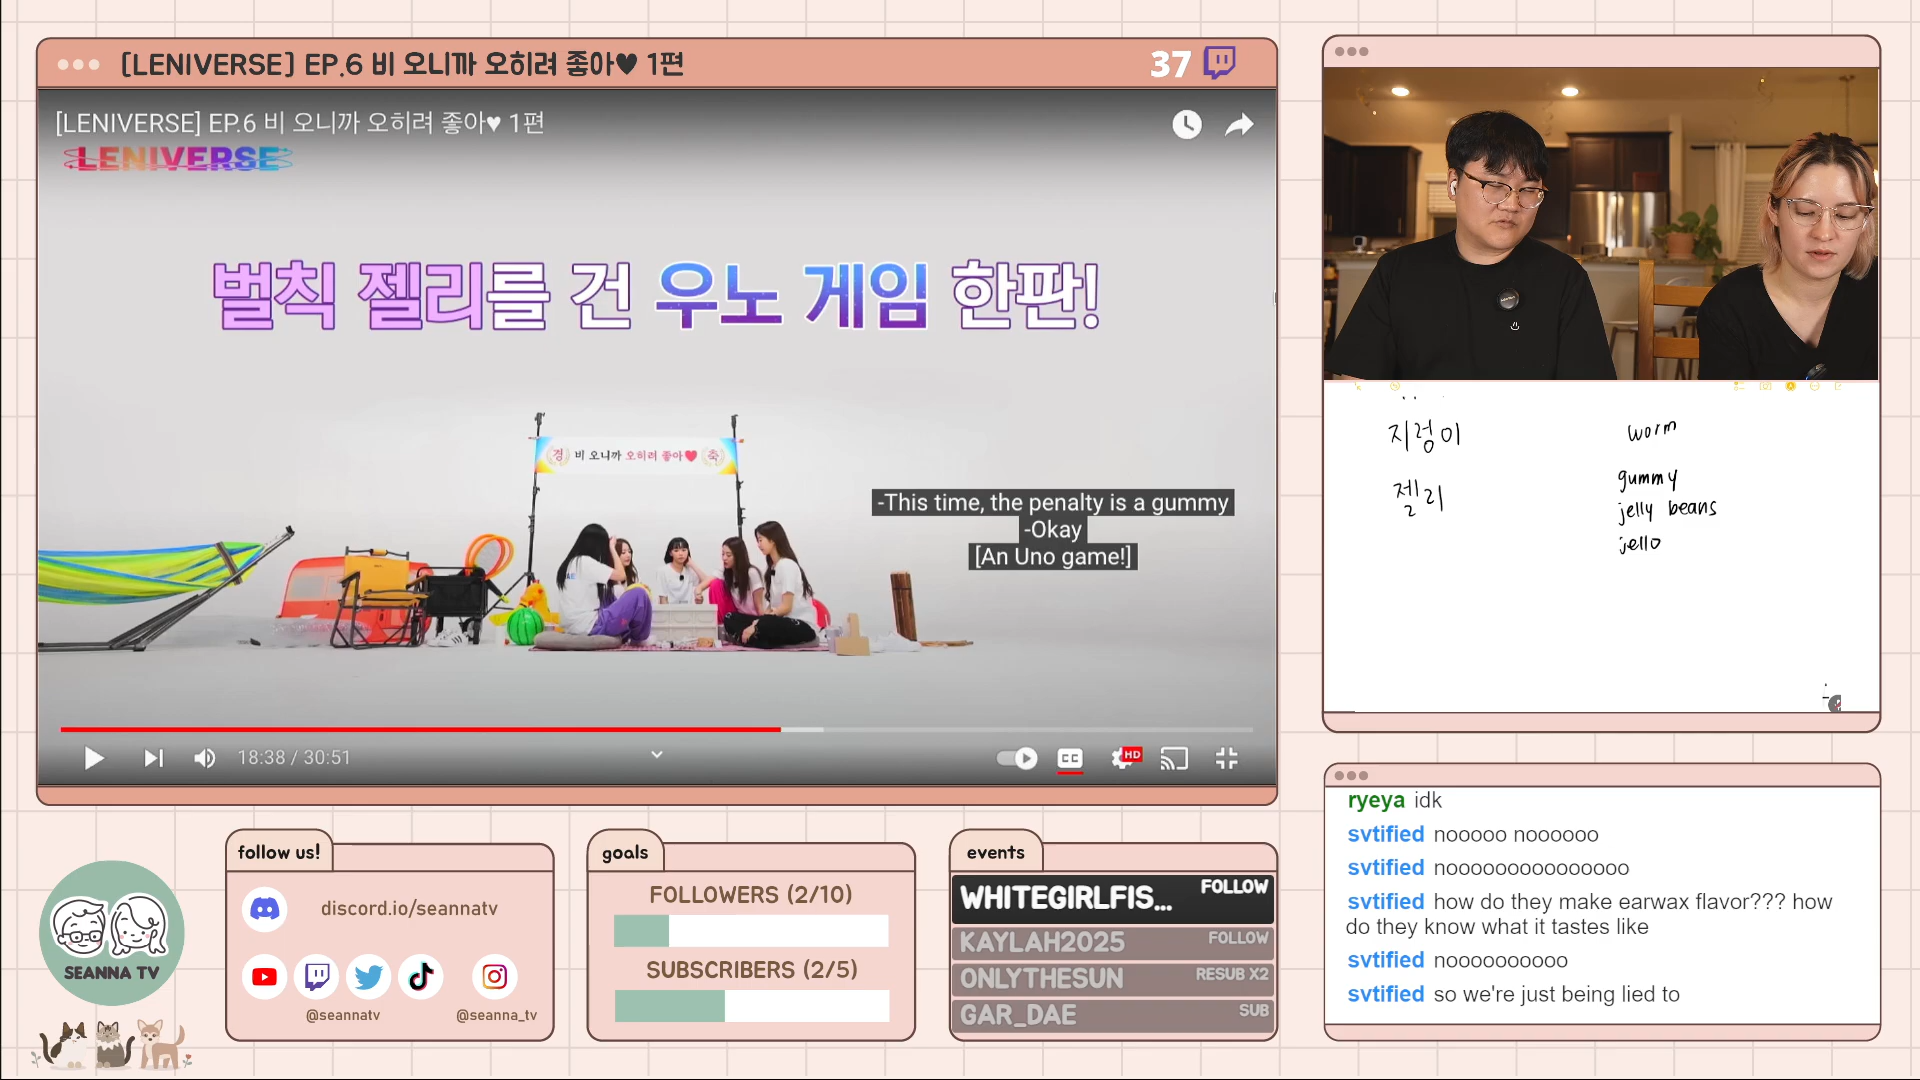 [LENIVERSE] EP.6 비 오니까 오히려 좋아♥ 1편
37
[LENIVERSE] EP.6 비 오니까 오히려 좋아♥ 1편
LENIVERSE
벌칙 젤리를 건 우노 게임 한판!
경 비 오니까 오히려 좋아♥ 축
-This time, the penalty is a gummy
-Okay
[An Uno game!]
18:38 / 30:51
CC
HD
지렁이 worm
젤리 gummy
jelly beans
jello
ryeya idk
svtified nooooo noooooo
svtified nooooooooooooooo
svtified how do they make earwax flavor??? how
do they know what it tastes like
svtified noooooooooo
svtified so we're just being lied to
SEANNA TV
follow us!
discord.io/seannatv
@seannatv
@seanna_tv
goals
FOLLOWERS (2/10)
SUBSCRIBERS (2/5)
events
WHITEGIRLFIS... FOLLOW
KAYLAH2025 FOLLOW
ONLYTHESUN RESUB X2
GAR_DAE SUB